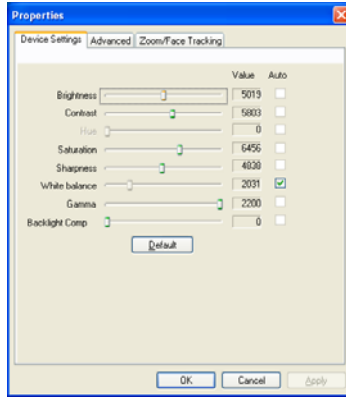 Properties
Device Settings Advanced Zoom/Face Tracking
Value Auto
Brightness 5019
Contrast 5803
Hue 0
Saturation 6456
Sharpness 4838
White balance 2031
Gamma 2200
Backlight Comp 0
Default
OK Cancel Apply